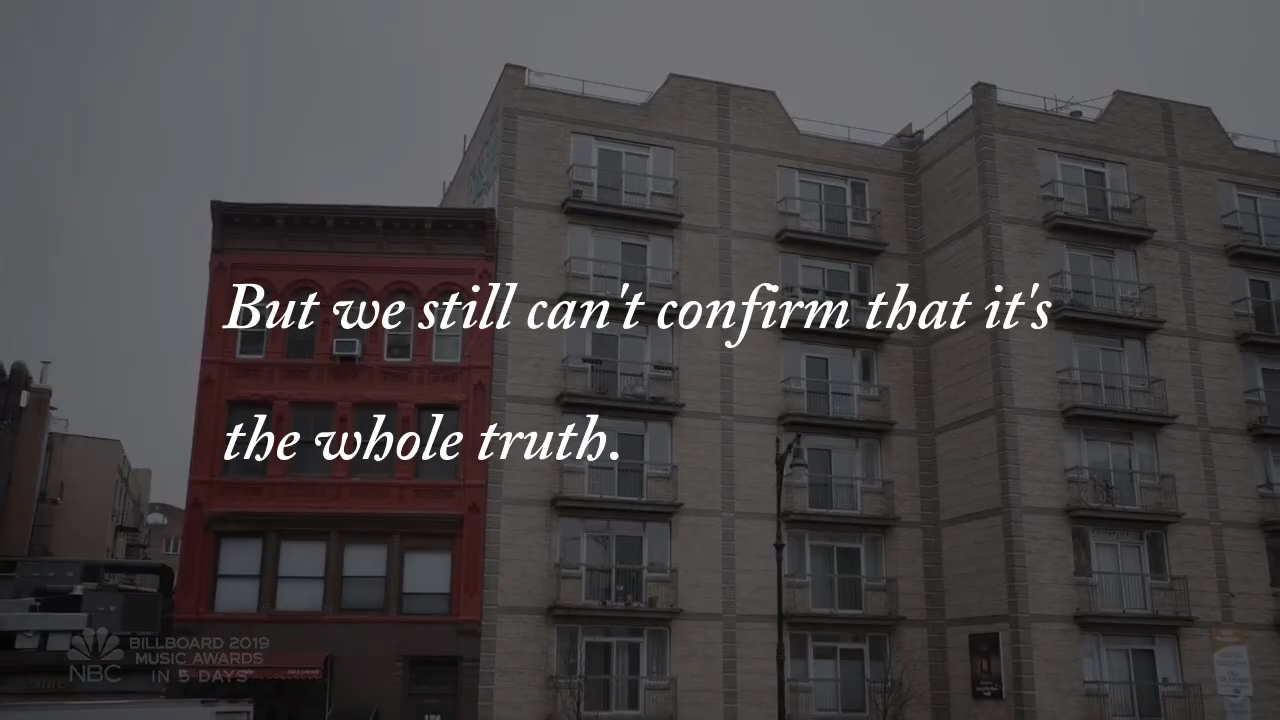 But we still can't confirm that it's
the whole truth.
NBC
BILLBOARD 2019
MUSIC AWARDS
IN 5 DAYS